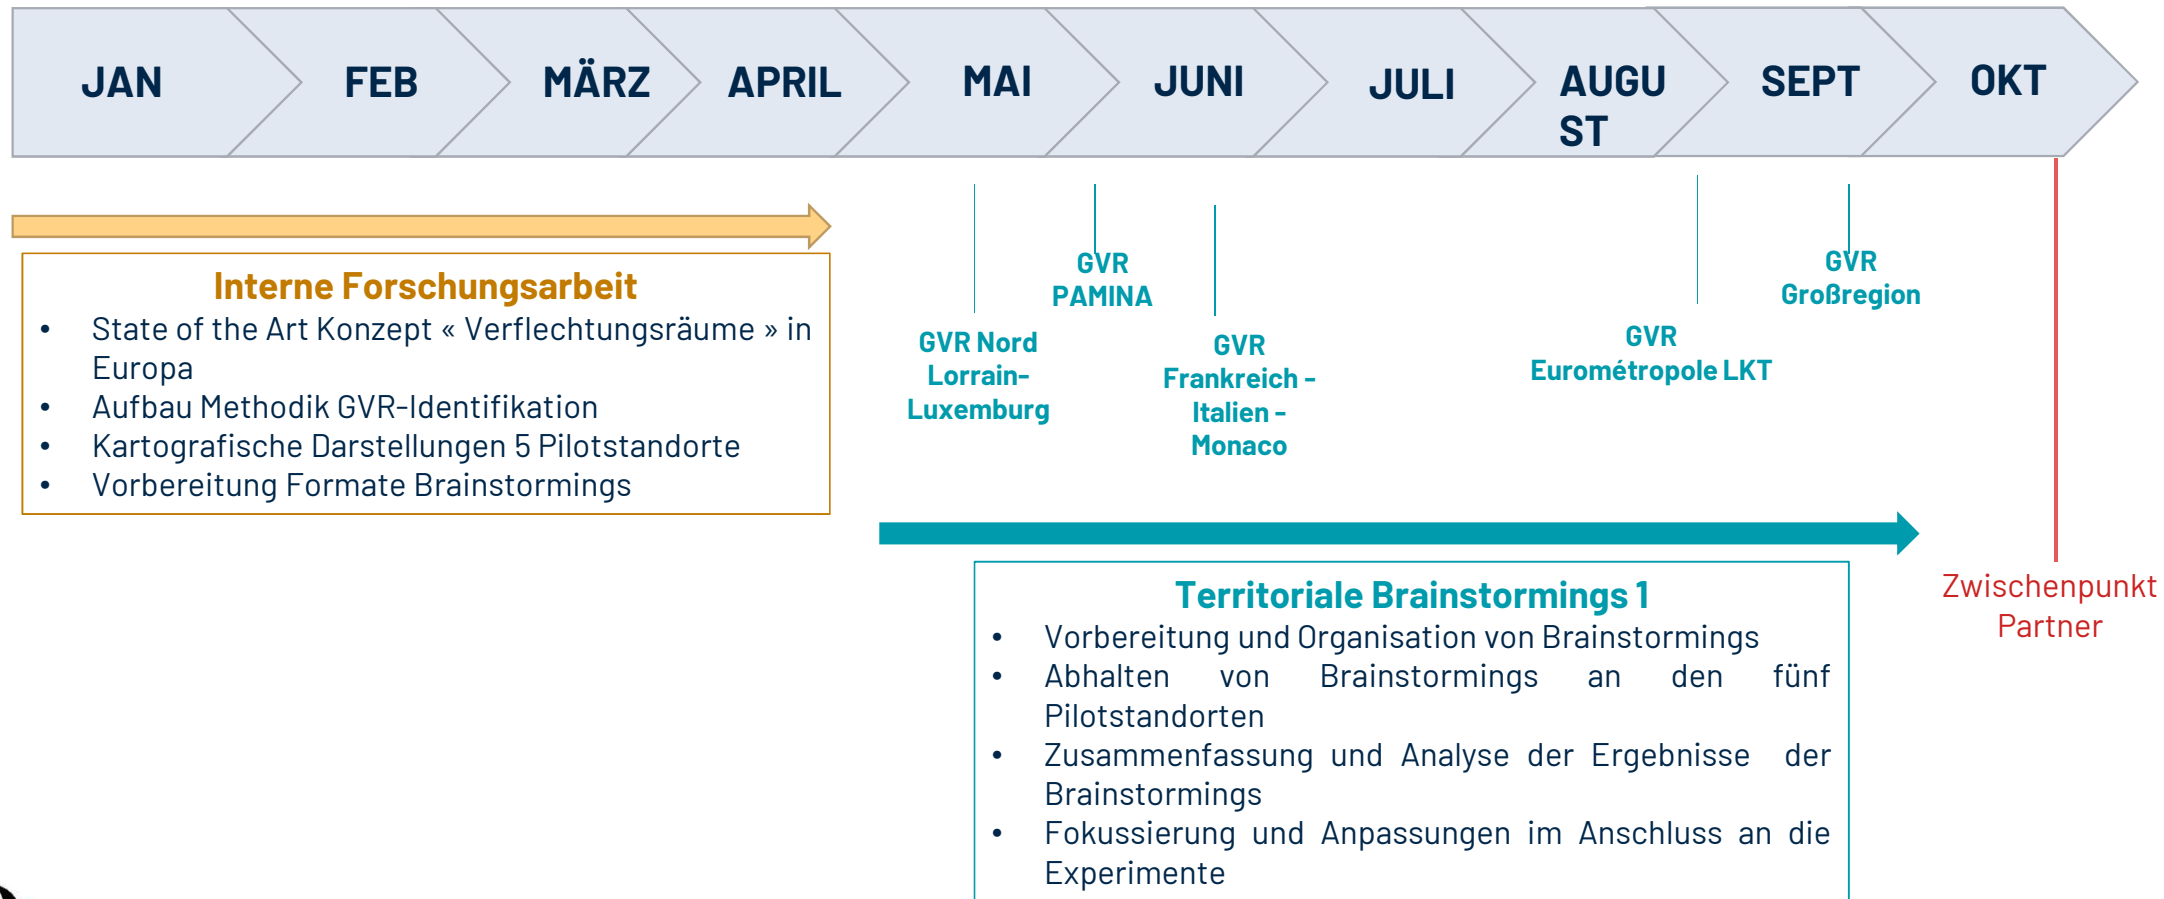 JAN
FEB
MÄRZ
APRIL
MAI
JUNI
JULI
AUGU
ST
SEPT
OKT
Interne Forschungsarbeit
• State of the Art Konzept « Verflechtungsräume » in
Europa
• Aufbau Methodik GVR-Identifikation
• Kartografische Darstellungen 5 Pilotstandorte
• Vorbereitung Formate Brainstormings
GVR Nord
Lorrain-
Luxemburg
GVR
PAMINA
GVR
Frankreich -
Italien -
Monaco
GVR
Eurométropole LKT
GVR
Großregion
Territoriale Brainstormings 1
• Vorbereitung und Organisation von Brainstormings
• Abhalten von Brainstormings an den fünf
Pilotstandorten
• Zusammenfassung und Analyse der Ergebnisse der
Brainstormings
• Fokussierung und Anpassungen im Anschluss an die
Experimente
Zwischenpunkt
Partner